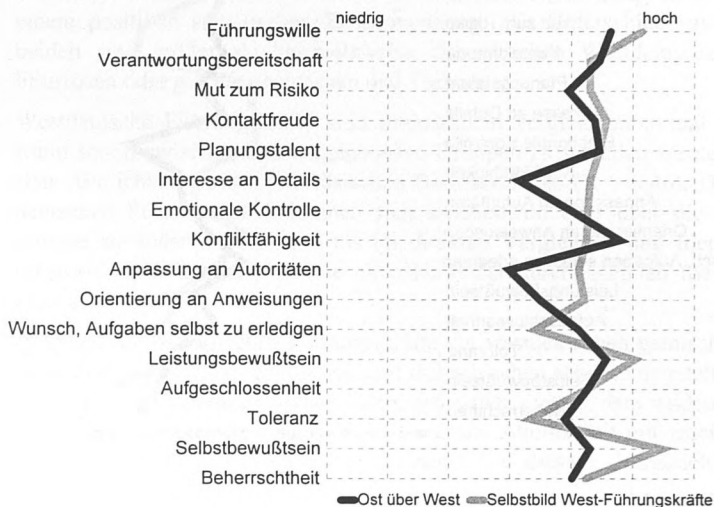 niedrig hoch
Führungswille
Verantwortungsbereitschaft
Mut zum Risiko
Kontaktfreude
Planungstalent
Interesse an Details
Emotionale Kontrolle
Konfliktfähigkeit
Anpassung an Autoritäten
Orientierung an Anweisungen
Wunsch, Aufgaben selbst zu erledigen
Leistungsbewußtsein
Aufgeschlossenheit
Toleranz
Selbstbewußtsein
Beherrschtheit
Ost über West Selbstbild West-Führungskräfte